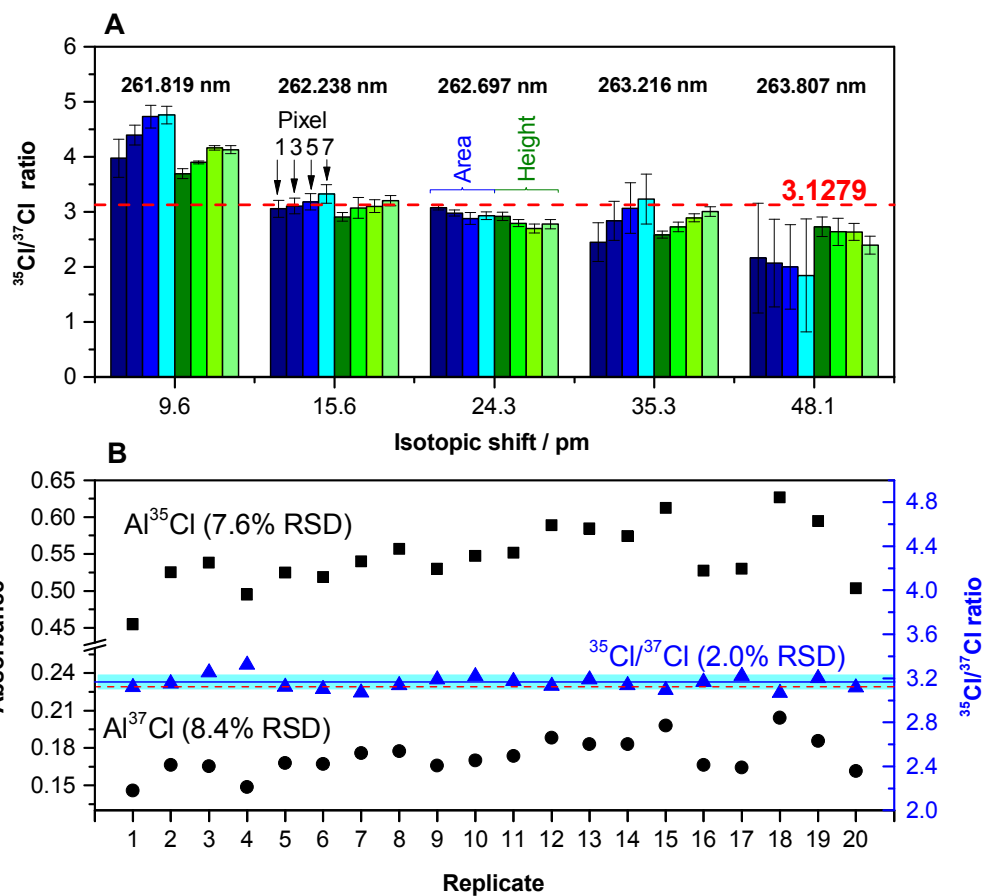 A
6
5
4
3
2
1
0
³⁵Cl/³⁷Cl ratio
261.819 nm
262.238 nm
262.697 nm
263.216 nm
263.807 nm
Pixel
1 3 5 7
Area
Height
3.1279
9.6
15.6
24.3
35.3
48.1
Isotopic shift / pm
B
0.65
0.60
0.55
0.50
0.45
0.24
0.21
0.18
0.15
Al³⁵Cl (7.6% RSD)
³⁵Cl/³⁷Cl (2.0% RSD)
Al³⁷Cl (8.4% RSD)
4.8
4.4
4.0
3.6
3.2
2.8
2.4
2.0
³⁵Cl/³⁷Cl ratio
1 2 3 4 5 6 7 8 9 10 11 12 13 14 15 16 17 18 19 20
Replicate